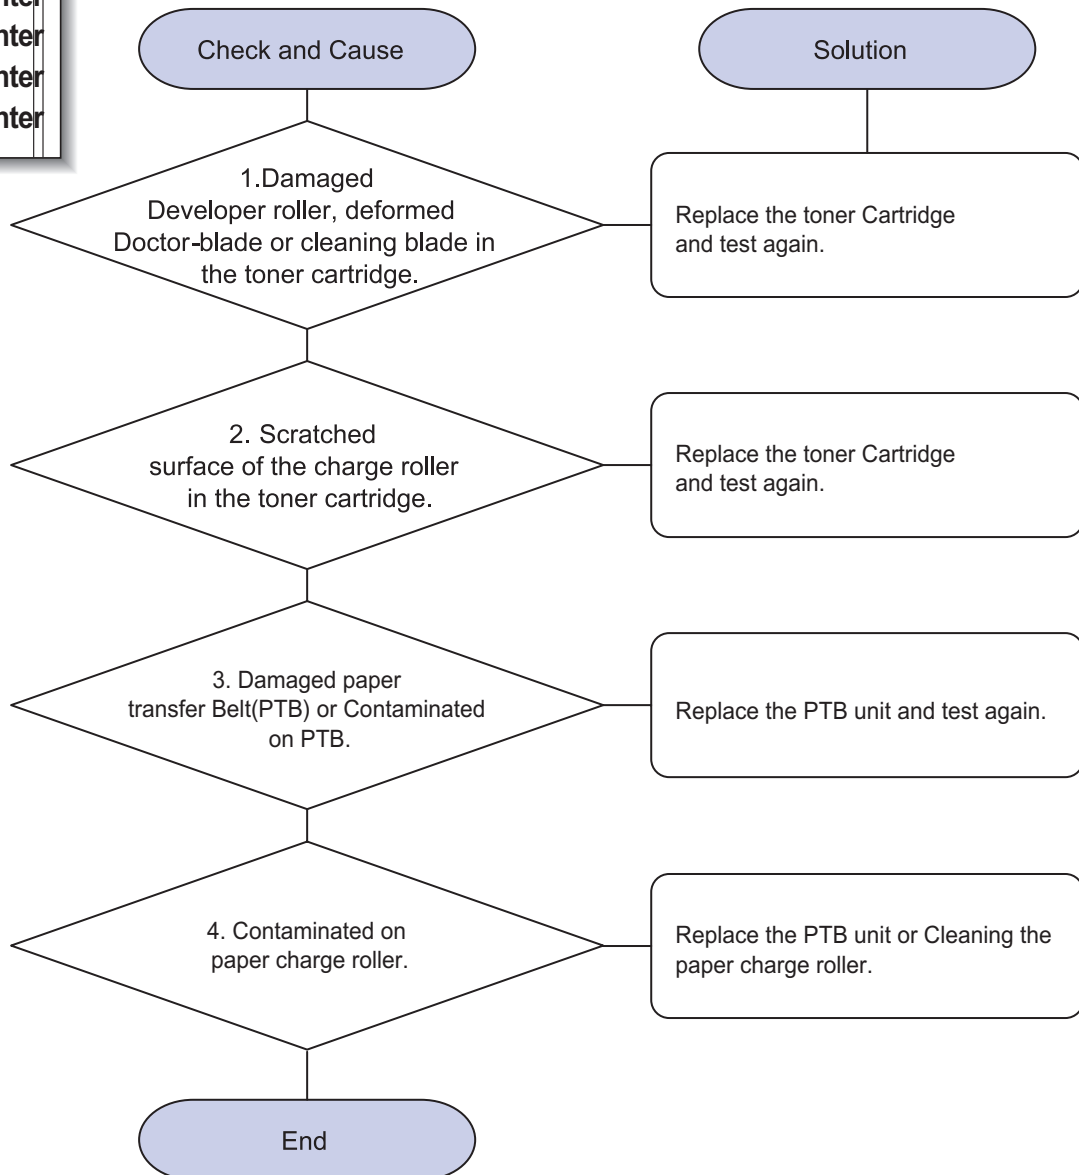 nter
nter
nter
Check and Cause
Solution
1.Damaged
Developer roller, deformed
Doctor-blade or cleaning blade in
the toner cartridge.
Replace the toner Cartridge
and test again.
2. Scratched
surface of the charge roller
in the toner cartridge.
Replace the toner Cartridge
and test again.
3. Damaged paper
transfer Belt(PTB) or Contaminated
on PTB.
Replace the PTB unit and test again.
4. Contaminated on
paper charge roller.
Replace the PTB unit or Cleaning the
paper charge roller.
End